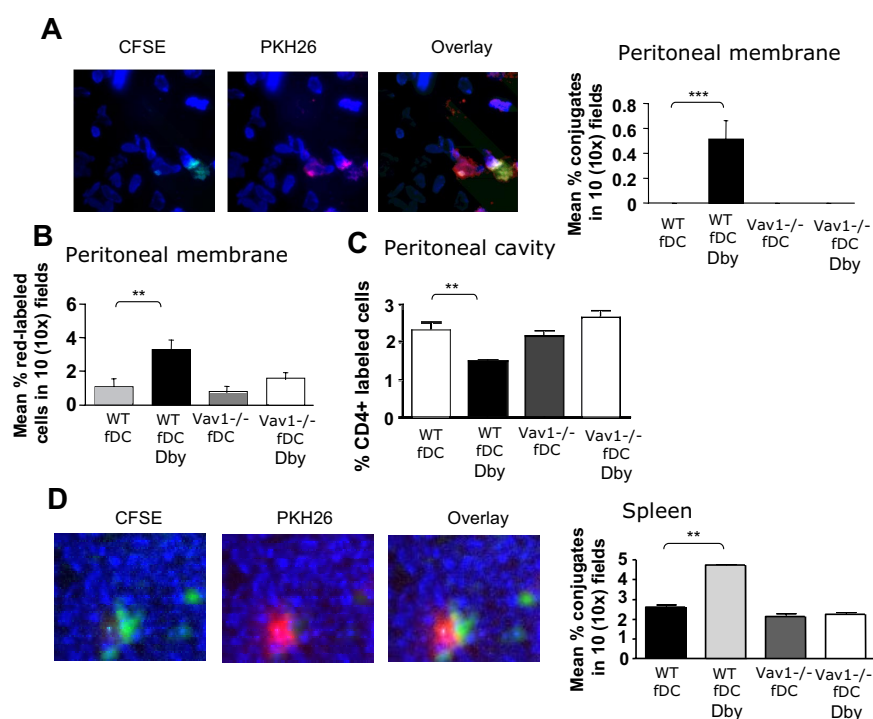 A
CFSE
PKH26
Overlay
Peritoneal membrane
Mean % conjugates
in 10 (10x) fields
0.8
0.6
0.4
0.2
0
***
WT
fDC
WT
fDC
Dby
Vav1-/-
fDC
Vav1-/-
fDC
Dby
B
Peritoneal membrane
Mean % red-labeled
cells in 10 (10x) fields
6
4
2
0
**
WT
fDC
WT
fDC
Dby
Vav1-/-
fDC
Vav1-/-
fDC
Dby
C
Peritoneal cavity
% CD4+ labeled cells
3
2
1
0
**
WT
fDC
WT
fDC
Dby
Vav1-/-
fDC
Vav1-/-
fDC
Dby
D
CFSE
PKH26
Overlay
Spleen
Mean % conjugates
in 10 (10x) fields
5
4
3
2
1
0
**
WT
fDC
WT
fDC
Dby
Vav1-/-
fDC
Vav1-/-
fDC
Dby